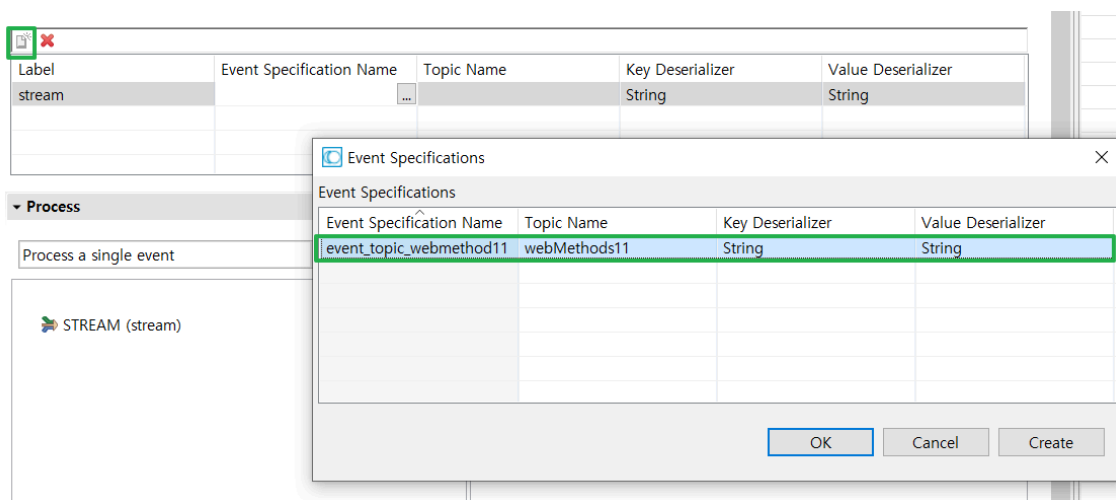 Label Event Specification Name Topic Name Key Deserializer Value Deserializer
stream ... String String
Event Specifications
Event Specifications
Event Specification Name Topic Name Key Deserializer Value Deserializer
event_topic_webmethod11 webMethods11 String String
Process
Process a single event
STREAM (stream)
OK Cancel Create